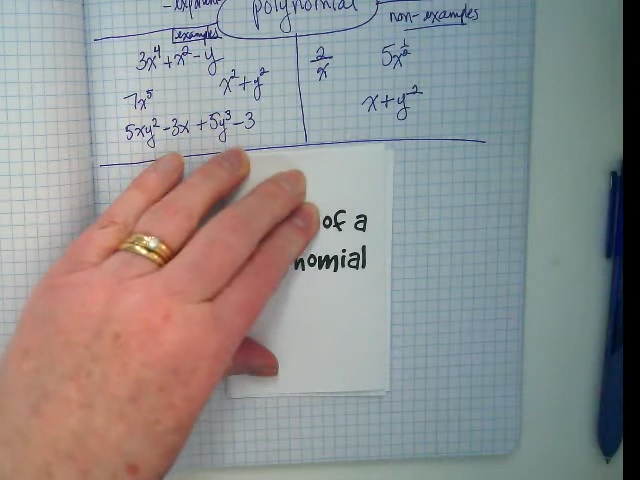 -exponent
polynomial
examples
non-examples
3x⁴+x²-y
x²+y²
7x⁵
5xy²-3x+5y³-3
2/x
5x^½
x+y⁻²
of a
nomial